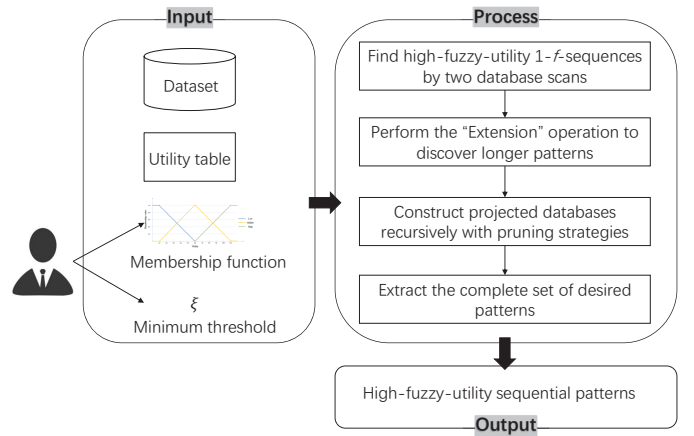 Input
Dataset
Utility table
Membership function
ξ
Minimum threshold
Process
Find high-fuzzy-utility 1-f-sequences
by two database scans
Perform the “Extension” operation to
discover longer patterns
Construct projected databases
recursively with pruning strategies
Extract the complete set of desired
patterns
High-fuzzy-utility sequential patterns
Output